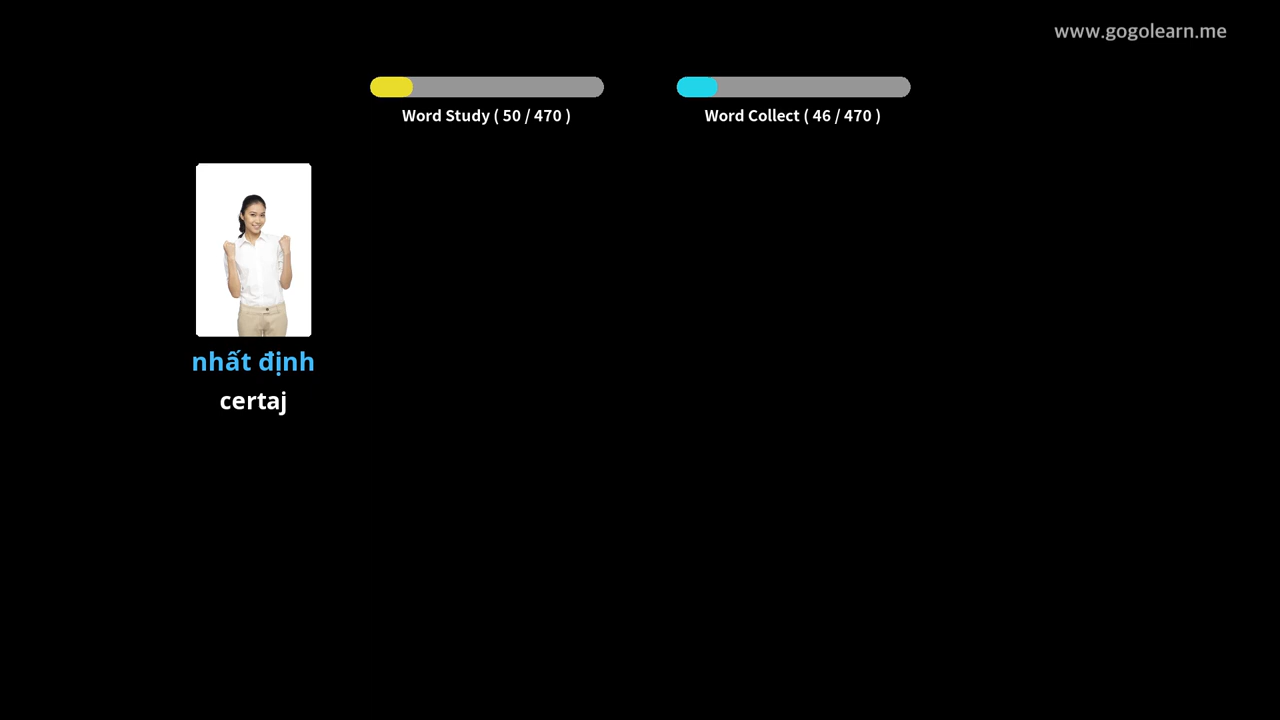 www.gogolearn.me
Word Study ( 50 / 470 )
Word Collect ( 46 / 470 )
nhất định
certaj